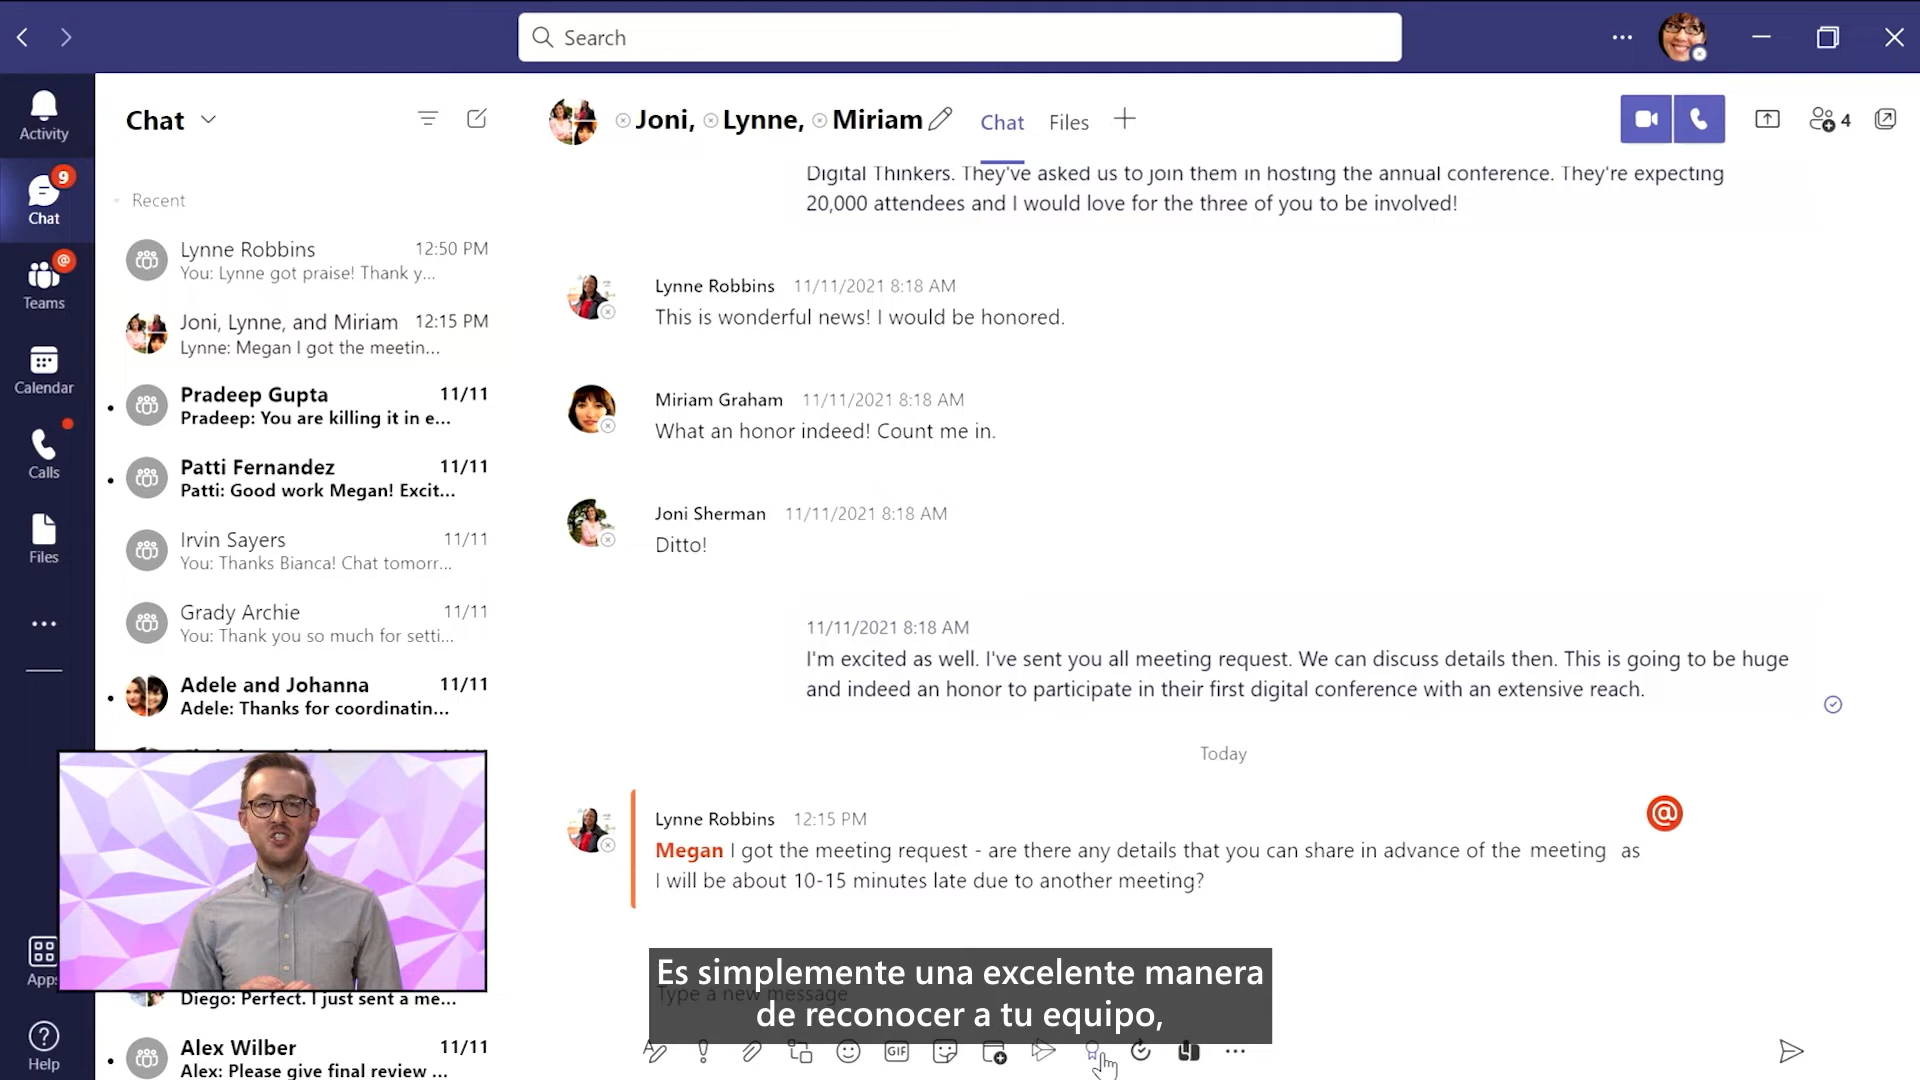 Search
Activity
9
Chat
@
Teams
Calendar
Calls
Files
Apps
Help
Chat
Recent
Lynne Robbins 12:50 PM
You: Lynne got praise! Thank y...
Joni, Lynne, and Miriam 12:15 PM
Lynne: Megan I got the meetin...
Pradeep Gupta 11/11
Pradeep: You are killing it in e...
Patti Fernandez 11/11
Patti: Good work Megan! Excit...
Irvin Sayers 11/11
You: Thanks Bianca! Chat tomorr...
Grady Archie 11/11
You: Thank you so much for setti...
Adele and Johanna 11/11
Adele: Thanks for coordinatin...
Diego: Perfect. I just sent a me...
Alex Wilber 11/11
Alex: Please give final review ...
Joni, Lynne, Miriam Chat Files 4
Digital Thinkers. They've asked us to join them in hosting the annual conference. They're expecting
20,000 attendees and I would love for the three of you to be involved!
Lynne Robbins 11/11/2021 8:18 AM
This is wonderful news! I would be honored.
Miriam Graham 11/11/2021 8:18 AM
What an honor indeed! Count me in.
Joni Sherman 11/11/2021 8:18 AM
Ditto!
11/11/2021 8:18 AM
I'm excited as well. I've sent you all meeting request. We can discuss details then. This is going to be huge
and indeed an honor to participate in their first digital conference with an extensive reach.
Today
Lynne Robbins 12:15 PM
@
Megan I got the meeting request - are there any details that you can share in advance of the meeting as
I will be about 10-15 minutes late due to another meeting?
Es simplemente una excelente manera
Type a new message
de reconocer a tu equipo,
GIF